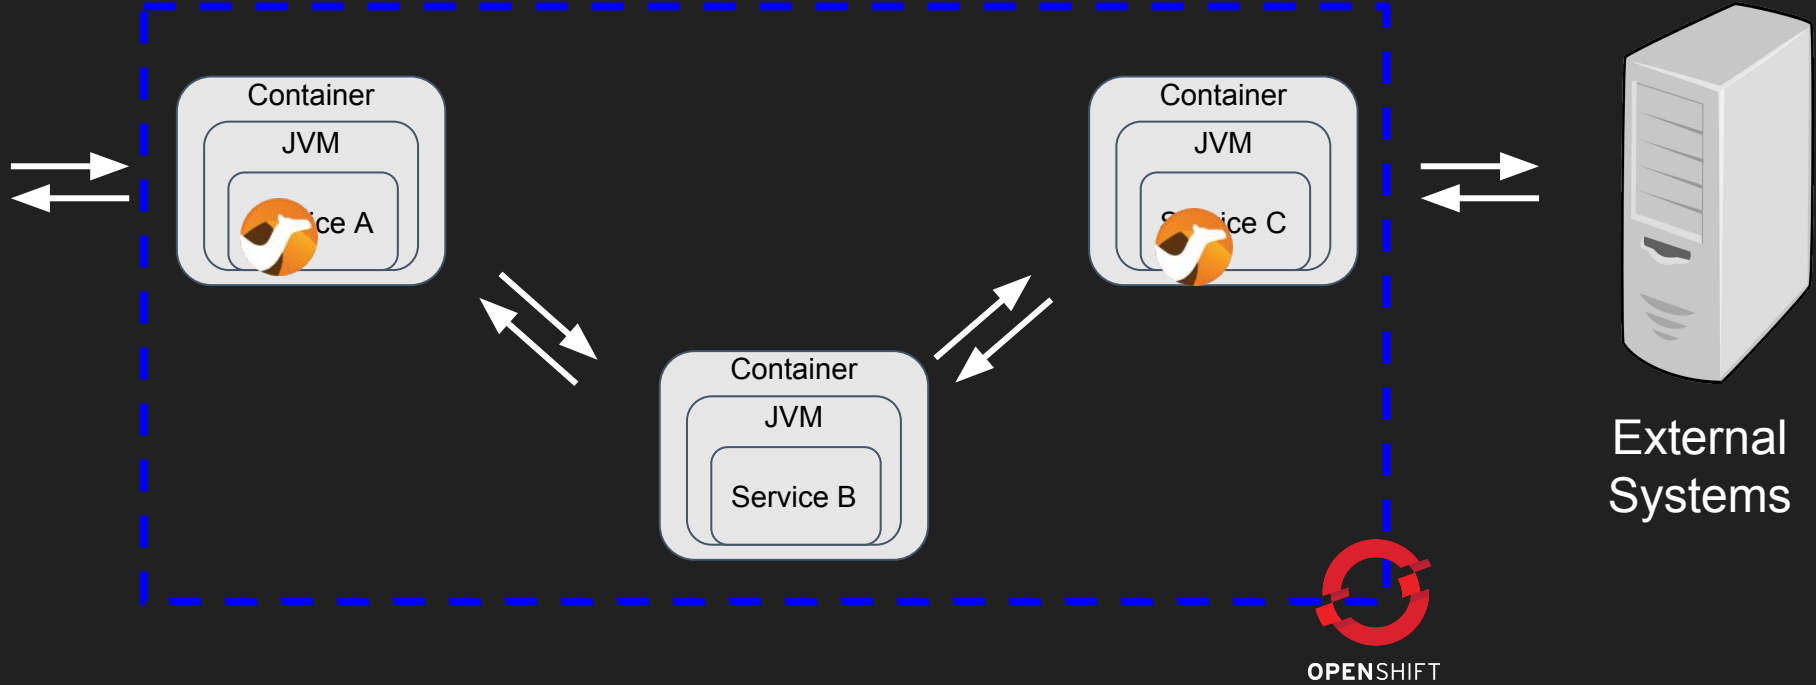 Container
JVM
ice A
Container
JVM
Service B
Container
JVM
ice C
External
Systems
OPENSHIFT